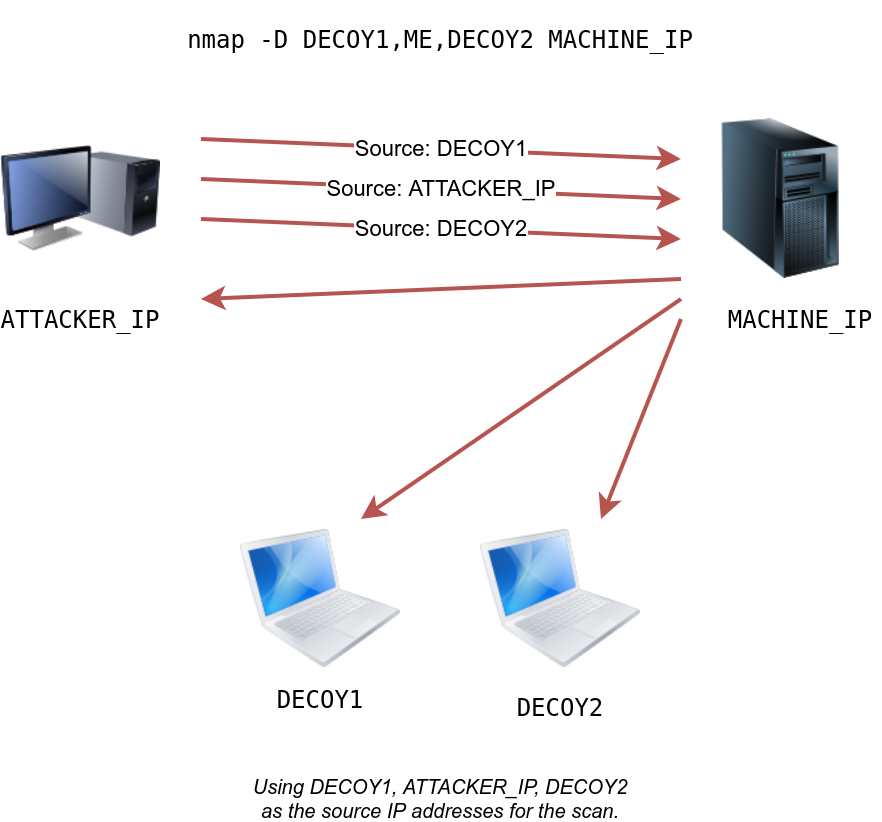 nmap -D DECOY1,ME,DECOY2 MACHINE_IP
Source: DECOY1
Source: ATTACKER_IP
Source: DECOY2
ATTACKER_IP
MACHINE_IP
DECOY1
DECOY2
Using DECOY1, ATTACKER_IP, DECOY2
as the source IP addresses for the scan.